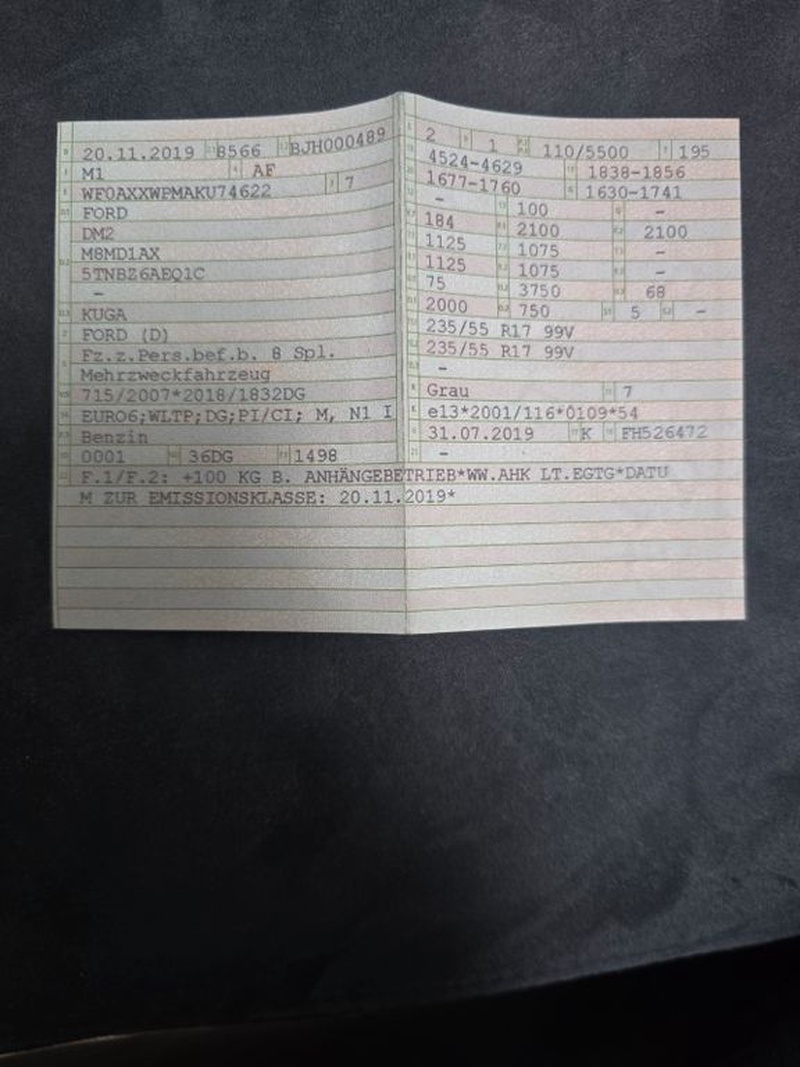 20.11.2019 8566 BJH000489
M1 AF
WF0AXXWPMAKU74622 7
FORD
DM2
M8MD1AX
5TNBZ6AEQ1C
-
KUGA
FORD (D)
Fz.z.Pers.bef.b. 8 Spl.
Mehrzweckfahrzeug
715/2007*2018/1832DG
EURO6;WLTP;DG;PI/CI; M, N1 I
Benzin
0001 36DG 1498
2 1 110/5500 195
4524-4629 1838-1856
1677-1760 1630-1741
- 100 -
184 2100 2100
1125 1075 -
1125 1075 -
75 3750 68
2000 750 5 -
235/55 R17 99V
235/55 R17 99V
-
Grau 7
e13*2001/116*0109*54
31.07.2019 K FH526472
-
F.1/F.2: +100 KG B. ANHÄNGEBETRIEB*WW.AHK LT.EGTG*DATU
M ZUR EMISSIONSKLASSE: 20.11.2019*